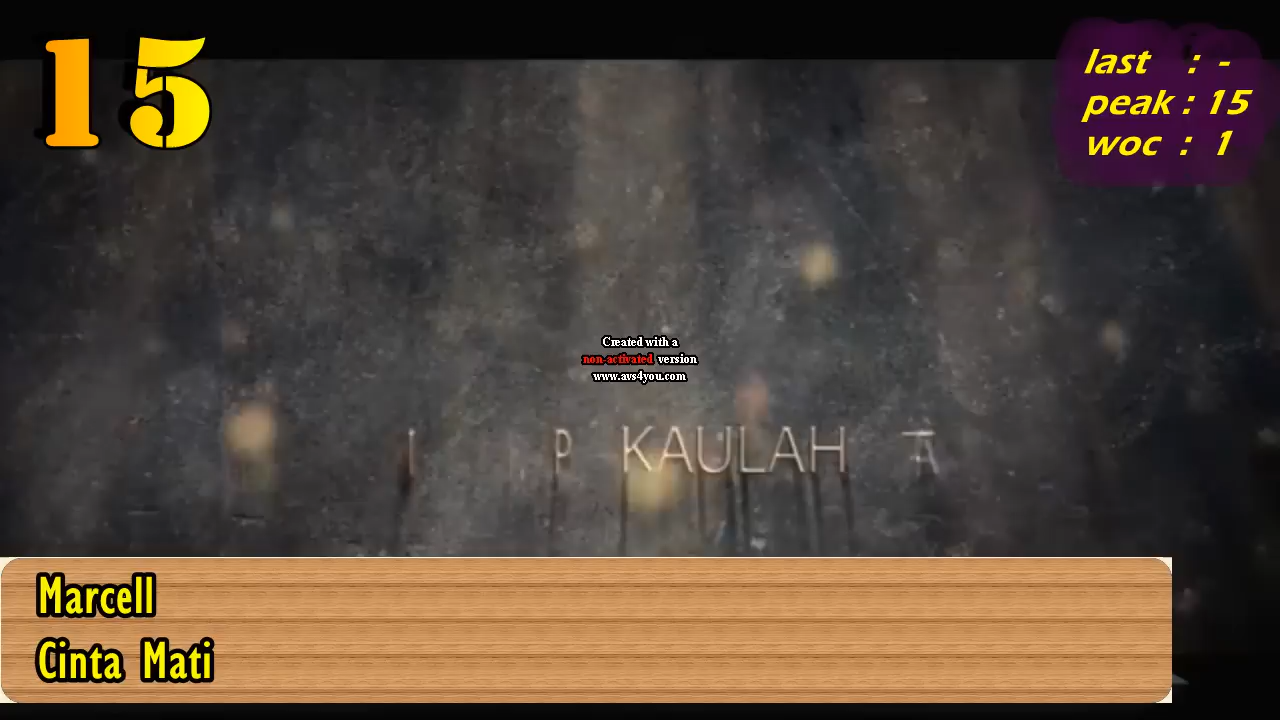 15
last : -
peak : 15
woc : 1
Created with a
non-activated version
www.avs4you.com
KAULAH
Marcell
Cinta Mati